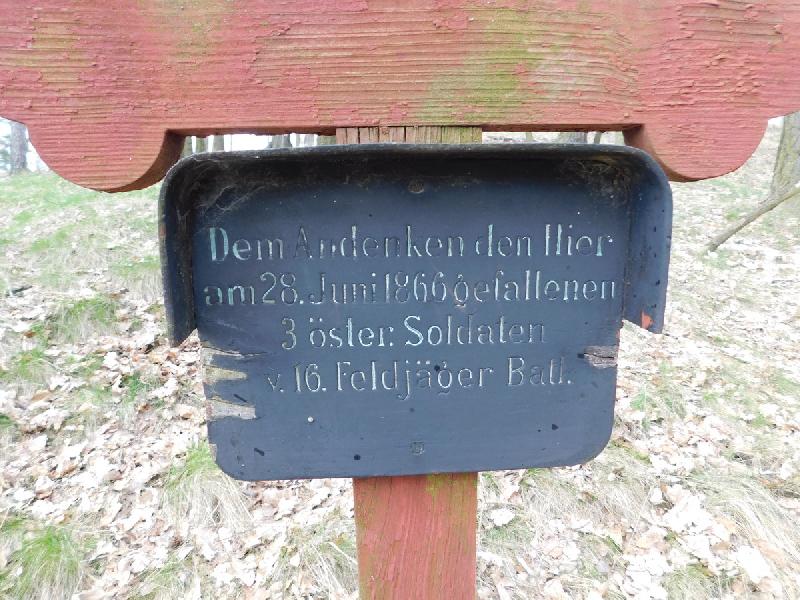 Dem Andenken den Hier
am 28. Juni 1866 gefallenen
3 öster. Soldaten
v. 16. Feldjäger Batl.